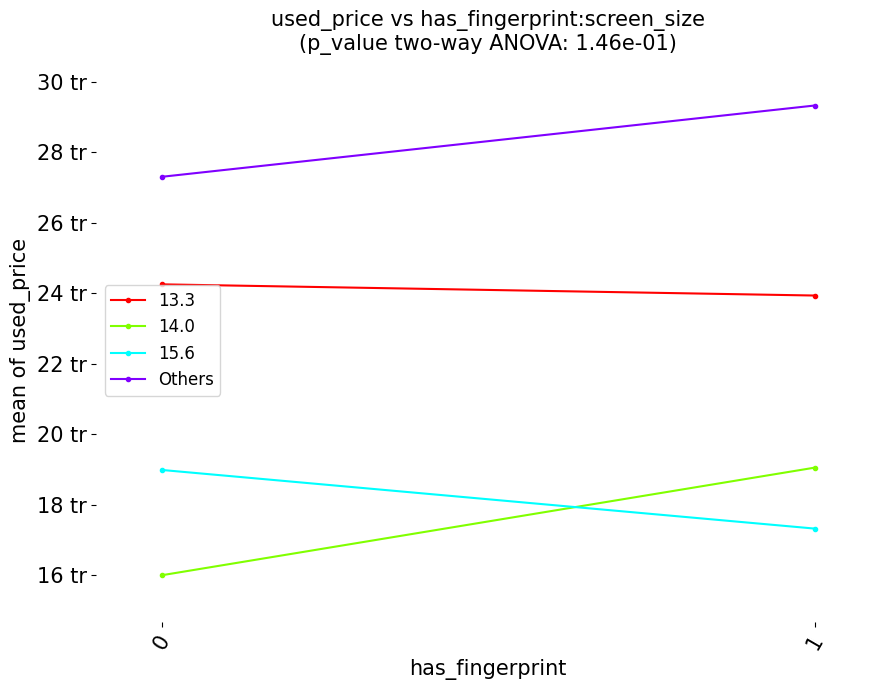 used_price vs has_fingerprint:screen_size
(p_value two-way ANOVA: 1.46e-01)
30 tr
28 tr
26 tr
24 tr
22 tr
20 tr
18 tr
16 tr
mean of used_price
13.3
14.0
15.6
Others
0
1
has_fingerprint